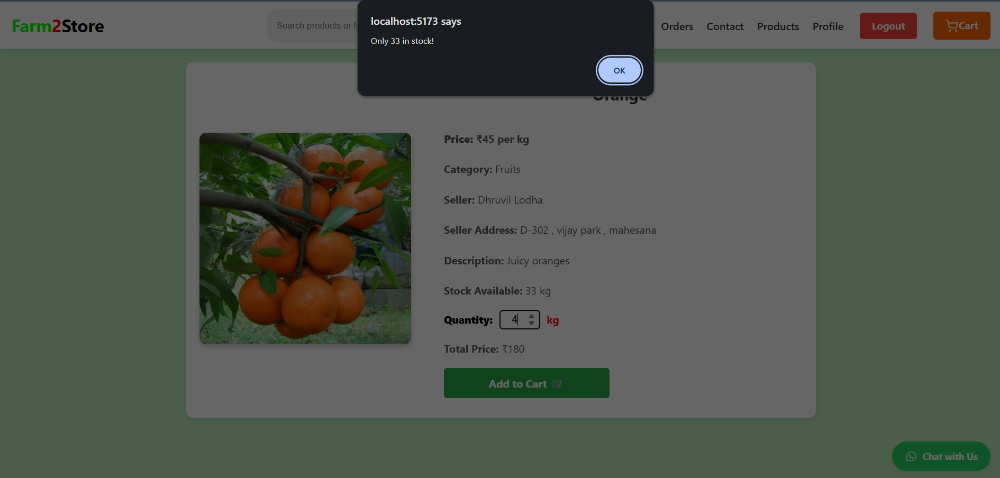 Farm2Store
Search products or fa
Orders
Contact
Products
Profile
Logout
Cart
localhost:5173 says
Only 33 in stock!
OK
Orange
Price: ₹45 per kg
Category: Fruits
Seller: Dhruvil Lodha
Seller Address: D-302 , vijay park , mahesana
Description: Juicy oranges
Stock Available: 33 kg
Quantity: 4 kg
Total Price: ₹180
Add to Cart
Chat with Us